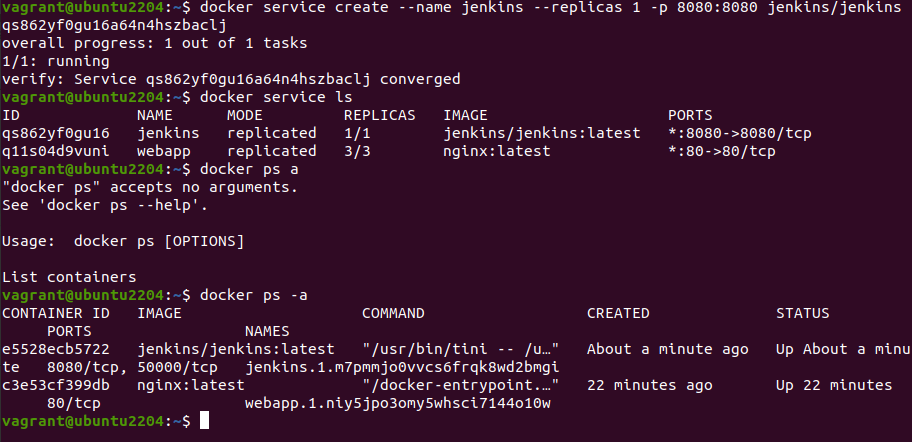 vagrant@ubuntu2204:~$ docker service create --name jenkins --replicas 1 -p 8080:8080 jenkins/jenkins
qs862yf0gu16a64n4hszbaclj
overall progress: 1 out of 1 tasks
1/1: running
verify: Service qs862yf0gu16a64n4hszbaclj converged
vagrant@ubuntu2204:~$ docker service ls
ID             NAME      MODE         REPLICAS   IMAGE                    PORTS
qs862yf0gu16   jenkins   replicated   1/1        jenkins/jenkins:latest   *:8080->8080/tcp
q11s04d9vuni   webapp    replicated   3/3        nginx:latest             *:80->80/tcp
vagrant@ubuntu2204:~$ docker ps a
"docker ps" accepts no arguments.
See 'docker ps --help'.
Usage:  docker ps [OPTIONS]
List containers
vagrant@ubuntu2204:~$ docker ps -a
CONTAINER ID   IMAGE                    COMMAND                  CREATED              STATUS
     PORTS                 NAMES
e5528ecb5722   jenkins/jenkins:latest   "/usr/bin/tini -- /u…"   About a minute ago   Up About a minu
te   8080/tcp, 50000/tcp   jenkins.1.m7pmmjo0vvcs6frqk8wd2bmgi
c3e53cf399db   nginx:latest             "/docker-entrypoint.…"   22 minutes ago       Up 22 minutes
     80/tcp                webapp.1.niy5jpo3omy5whsci7144o10w
vagrant@ubuntu2204:~$